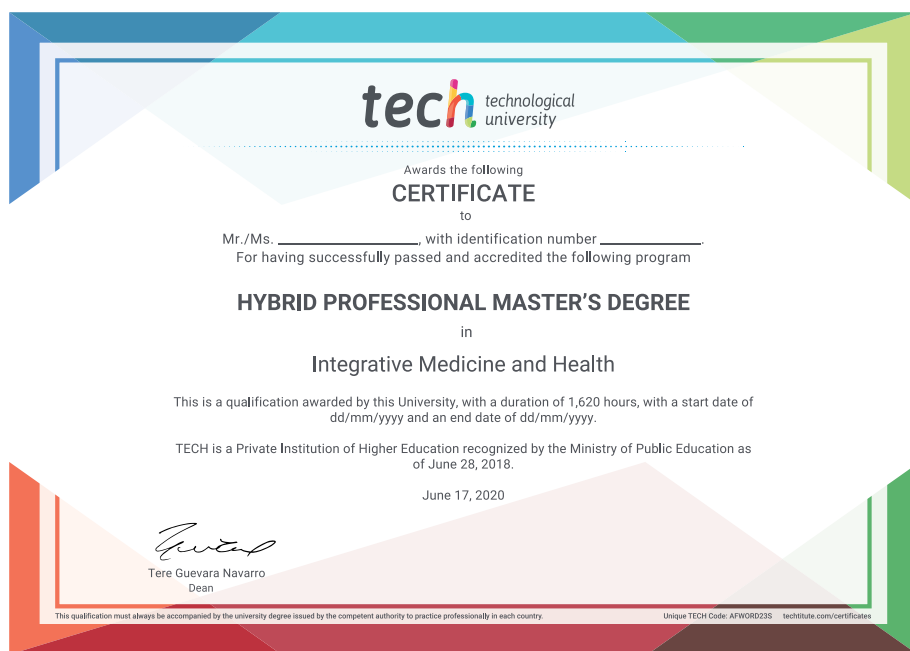 tech technological
university
Awards the following
CERTIFICATE
to
Mr./Ms. ____________________, with identification number ______________.
For having successfully passed and accredited the following program
HYBRID PROFESSIONAL MASTER'S DEGREE
in
Integrative Medicine and Health
This is a qualification awarded by this University, with a duration of 1,620 hours, with a start date of
dd/mm/yyyy and an end date of dd/mm/yyyy.
TECH is a Private Institution of Higher Education recognized by the Ministry of Public Education as
of June 28, 2018.
June 17, 2020
Tere Guevara Navarro
Dean
This qualification must always be accompanied by the university degree issued by the competent authority to practice professionally in each country.
Unique TECH Code: AFWORD23S techtitute.com/certificates